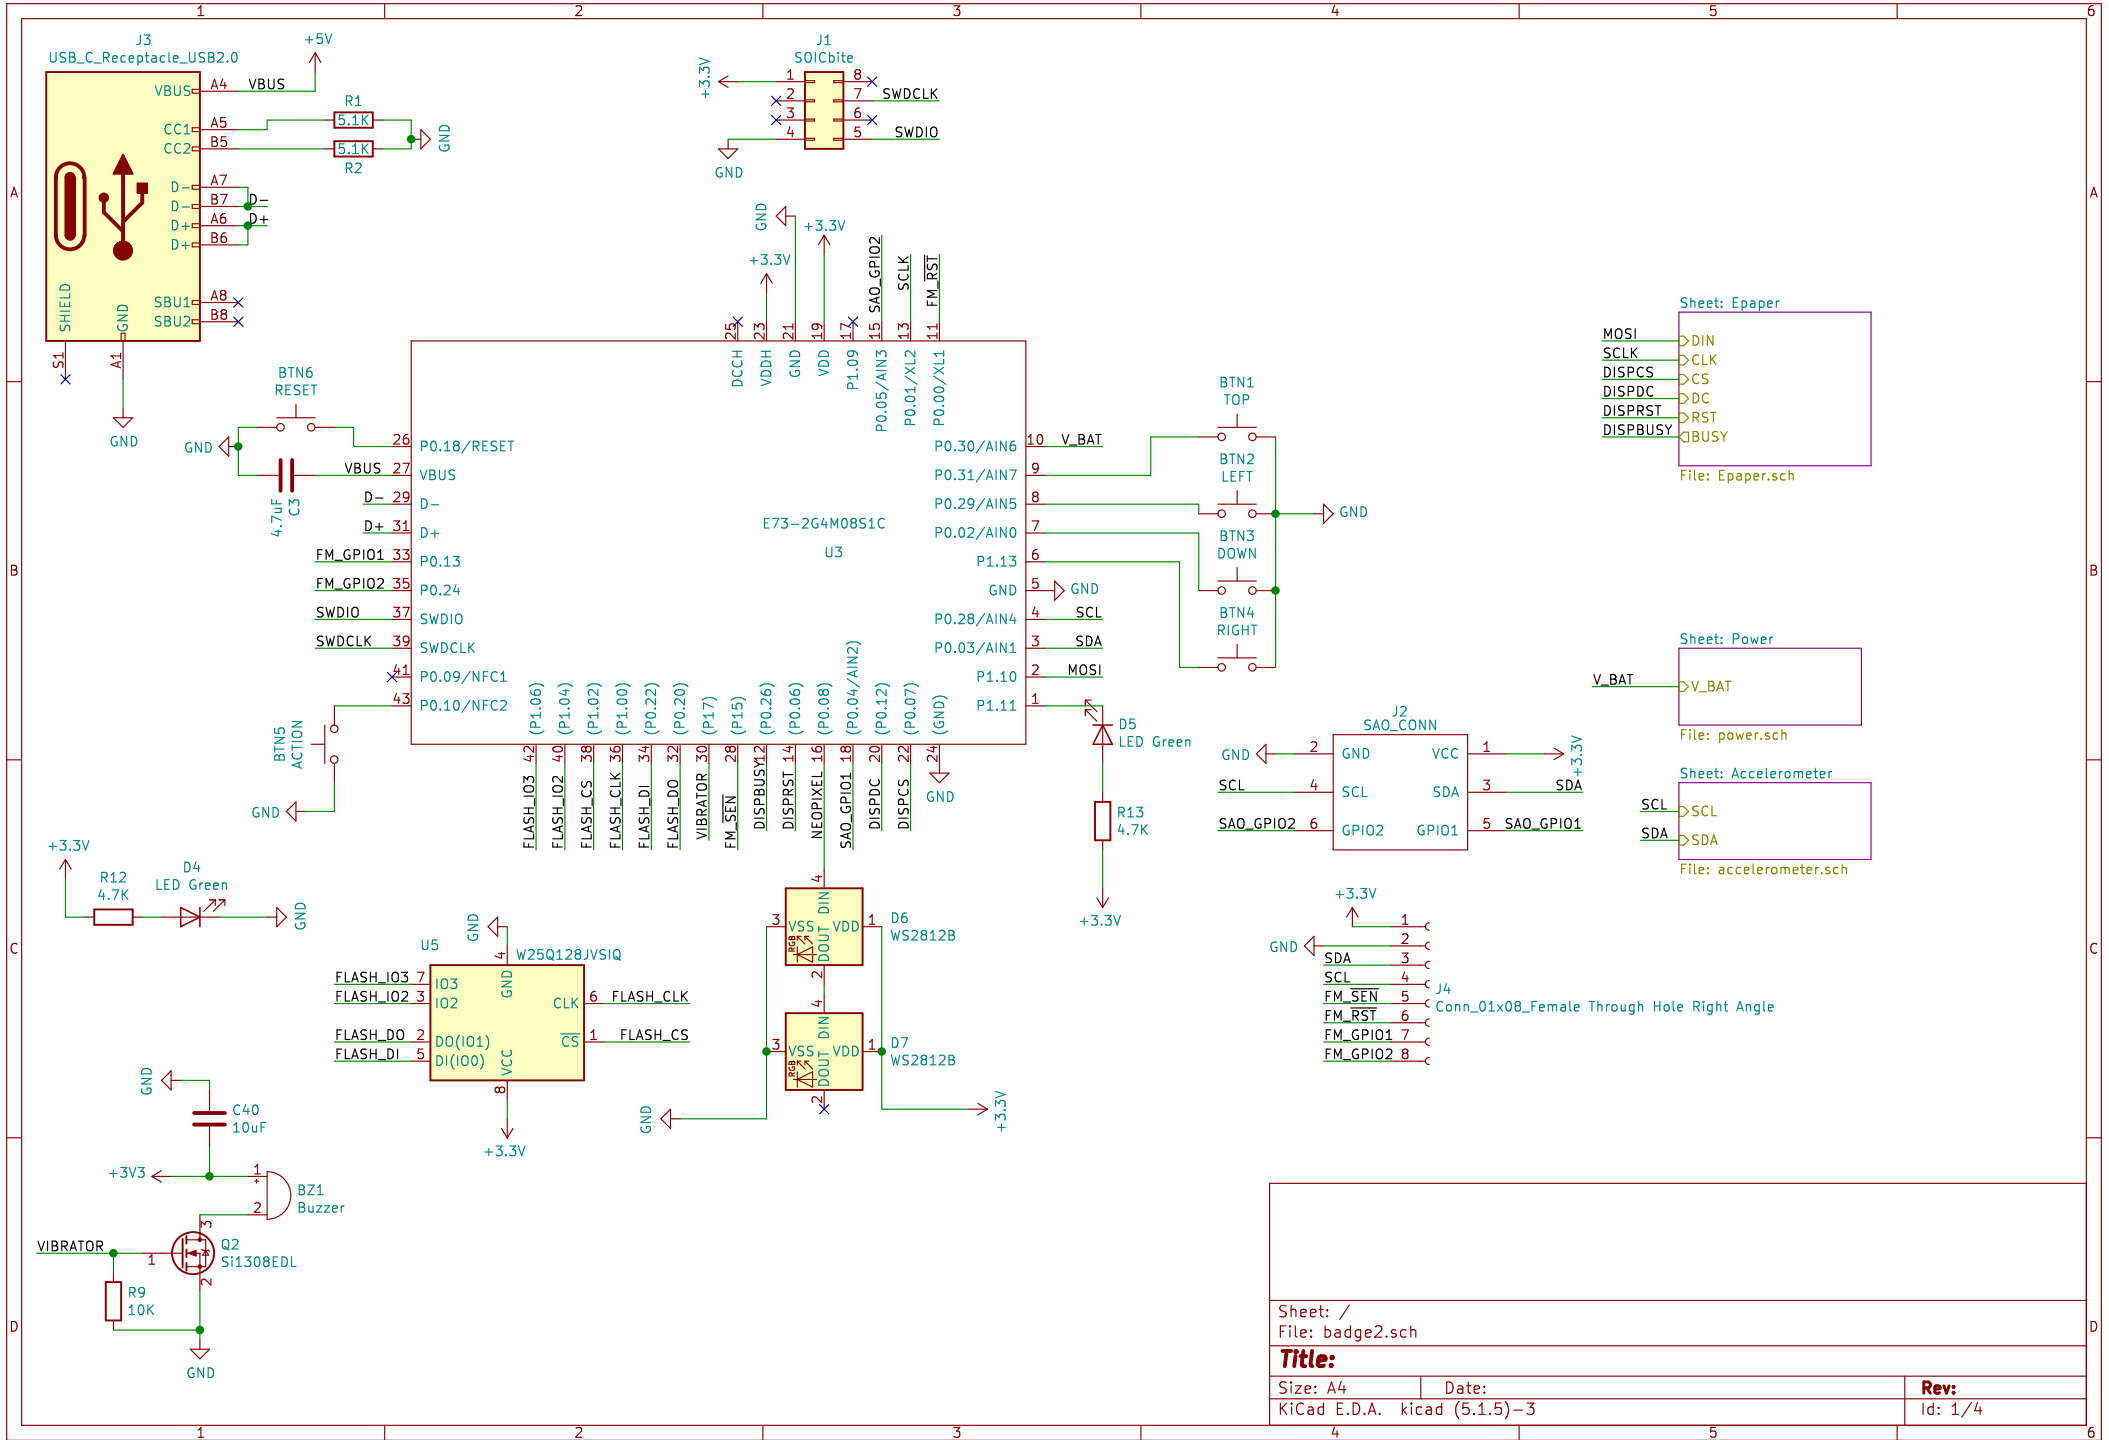 1 2 3 4 5 6
A
B
C
D
J3
USB_C_Receptacle_USB2.0
+5V
VBUS A4 VBUS
CC1 A5
CC2 B5
D- A7
D- B7 D-
D+ A6 D+
D+ B6
SBU1 A8
SBU2 B8
SHIELD
GND
S1
A1
GND
R1
5.1K
5.1K
R2
GND
J1
SOICbite
+3.3V
1 8
2 7 SWDCLK
3 6
4 5 SWDIO
GND
BTN6
RESET
GND
4.7uF
C3
VBUS
D-
D+
FM_GPIO1
FM_GPIO2
SWDIO
SWDCLK
26 P0.18/RESET
27 VBUS
29 D-
31 D+
33 P0.13
35 P0.24
37 SWDIO
39 SWDCLK
41 P0.09/NFC1
43 P0.10/NFC2
BTN5
ACTION
GND
GND
+3.3V
+3.3V
SAO_GPIO2
SCLK
FM_RST
25 DCCH
23 VDDH
21 GND
19 VDD
17 P1.09
15 P0.05/AIN3
13 P0.01/XL2
11 P0.00/XL1
E73-2G4M08S1C
U3
P0.30/AIN6 10 V_BAT
P0.31/AIN7 9
P0.29/AIN5 8
P0.02/AIN0 7
P1.13 6
GND 5 GND
P0.28/AIN4 4 SCL
P0.03/AIN1 3 SDA
P1.10 2 MOSI
P1.11 1
(P1.06) 42 FLASH_IO3
(P1.04) 40 FLASH_IO2
(P1.02) 38 FLASH_CS
(P1.00) 36 FLASH_CLK
(P0.22) 34 FLASH_DI
(P0.20) 32 FLASH_DO
(P17) 30 VIBRATOR
(P15) 28 FM_SEN
(P0.26) 12 DISPBUSY
(P0.06) 14 DISPRST
(P0.08) 16 NEOPIXEL
(P0.04/AIN2) 18 SAO_GPIO1
(P0.12) 20 DISPDC
(P0.07) 22 DISPCS
(GND) 24
GND
BTN1
TOP
BTN2
LEFT
BTN3
DOWN
BTN4
RIGHT
GND
D5
LED Green
R13
4.7K
+3.3V
Sheet: Epaper
MOSI DIN
SCLK CLK
DISPCS CS
DISPDC DC
DISPRST RST
DISPBUSY BUSY
File: Epaper.sch
Sheet: Power
V_BAT V_BAT
File: power.sch
Sheet: Accelerometer
SCL SCL
SDA SDA
File: accelerometer.sch
J2
SAO_CONN
GND 2 GND VCC 1 +3.3V
SCL 4 SCL SDA 3 SDA
SAO_GPIO2 6 GPIO2 GPIO1 5 SAO_GPIO1
+3.3V
1
GND 2
SDA 3
SCL 4
FM_SEN 5
FM_RST 6
FM_GPIO1 7
FM_GPIO2 8
J4
Conn_01x08_Female Through Hole Right Angle
+3.3V
R12
4.7K
D4
LED Green
GND
U5
W25Q128JVSIQ
GND
4
GND
FLASH_IO3 7 IO3
FLASH_IO2 3 IO2
FLASH_DO 2 DO(IO1)
FLASH_DI 5 DI(IO0)
CLK 6 FLASH_CLK
CS 1 FLASH_CS
VCC
8
+3.3V
4
DIN
3 VSS VDD 1
RGB
DOUT
2
D6
WS2812B
4
DIN
3 VSS VDD 1
RGB
DOUT
2
D7
WS2812B
GND
+3.3V
GND
C40
10uF
+3V3
1
+
2
BZ1
Buzzer
VIBRATOR
1
3
2
Q2
Si1308EDL
R9
10K
GND
Sheet: /
File: badge2.sch
Title:
Size: A4 Date: Rev:
KiCad E.D.A. kicad (5.1.5)-3 Id: 1/4
1 2 3 4 5 6
A
B
C
D